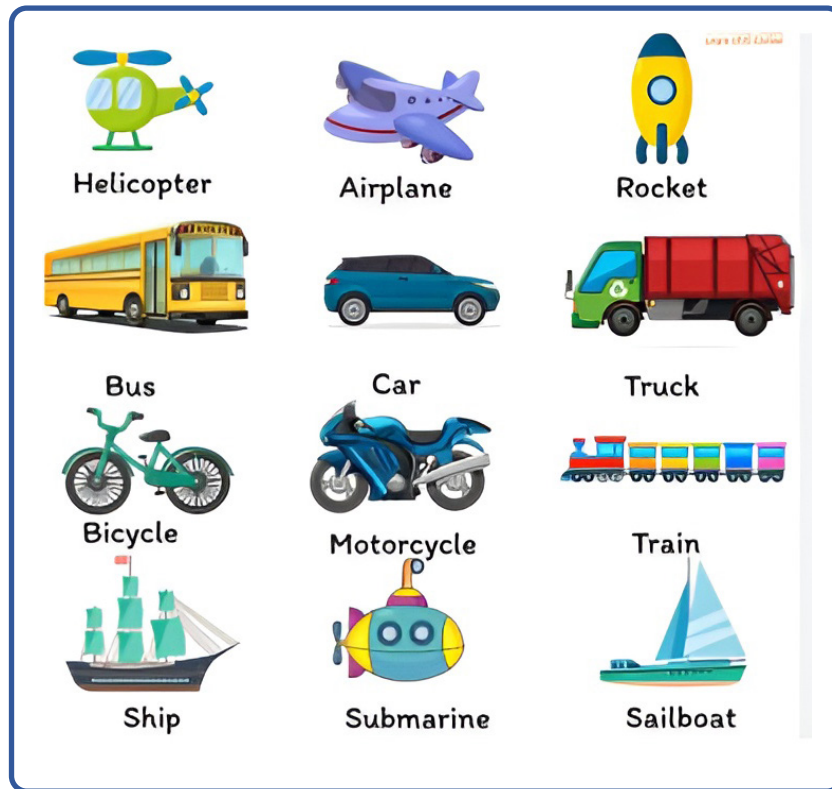 Helicopter
Airplane
Rocket
Bus
Car
Truck
Bicycle
Motorcycle
Train
Ship
Submarine
Sailboat